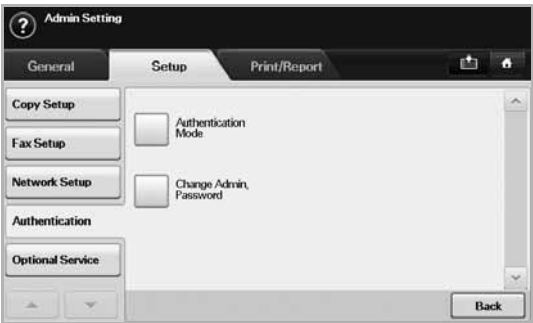 ?
Admin Setting
General
Setup
Print/Report
Copy Setup
Fax Setup
Network Setup
Authentication
Optional Service
Authentication
Mode
Change Admin,
Password
Back